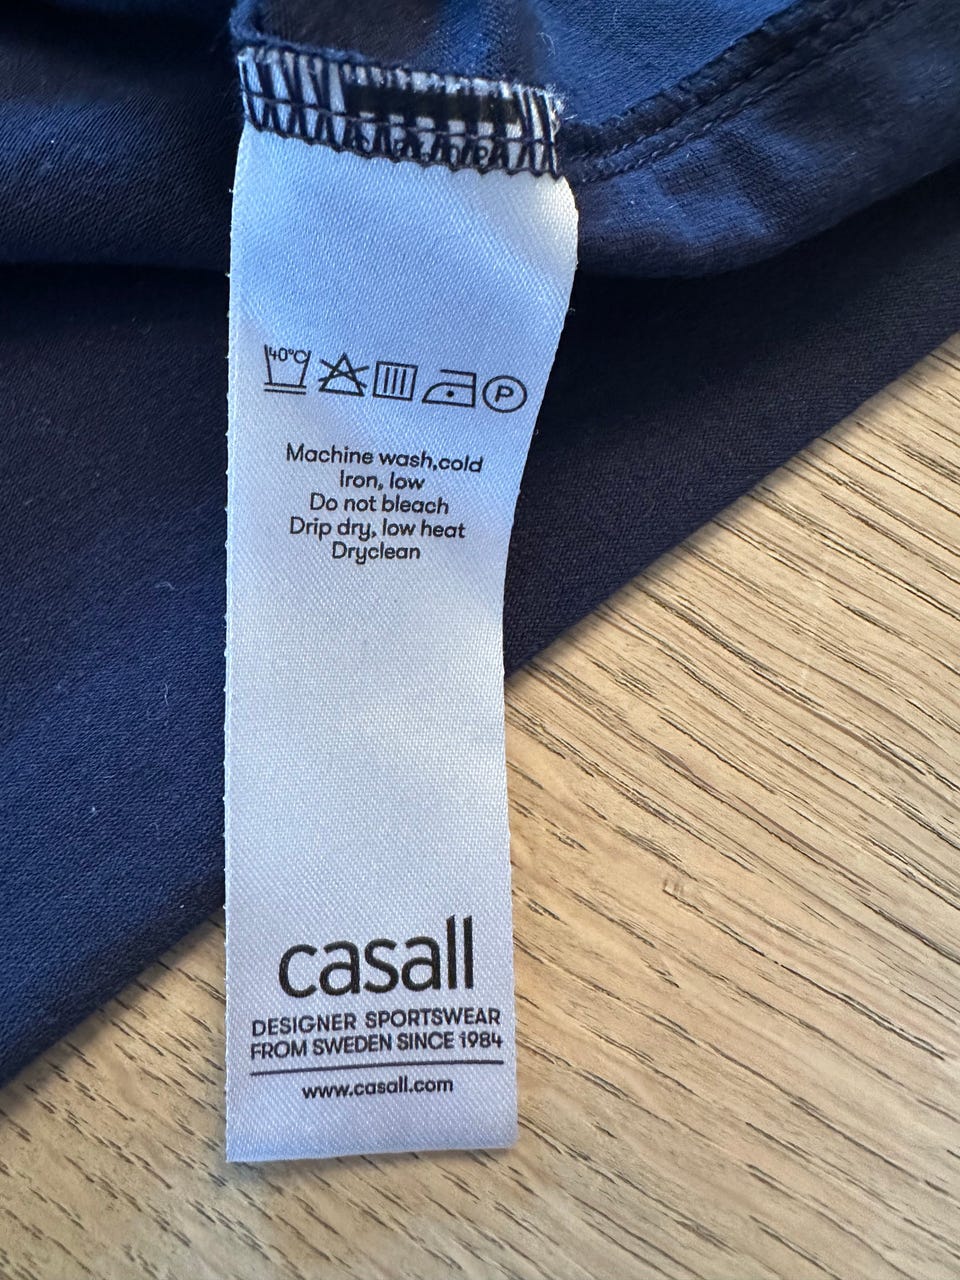 40°C P
Machine wash,cold
Iron, low
Do not bleach
Drip dry, low heat
Dryclean
casall
DESIGNER SPORTSWEAR
FROM SWEDEN SINCE 1984
www.casall.com